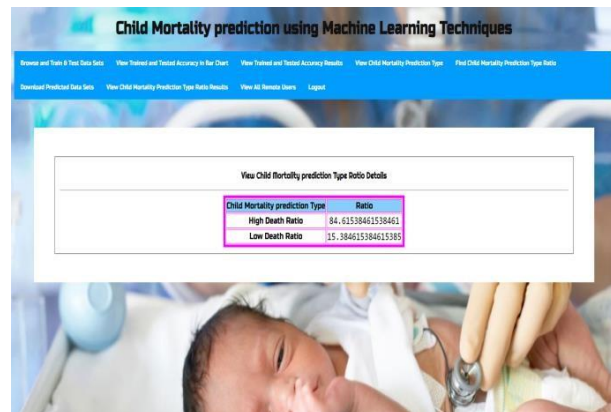 Child Mortality prediction using Machine Learning Techniques
Browse and Train & Test Data Sets View Trained and Tested Accuracy in Bar Chart View Trained and Tested Accuracy Results View Child Mortality Prediction Type Find Child Mortality Prediction Type Ratio
Download Predicted Data Sets View Child Mortality Prediction Type Ratio Results View All Remote Users Logout
View Child Mortality prediction Type Ratio Details
Child Mortality prediction Type Ratio
High Death Ratio 84.61538461538461
Low Death Ratio 15.384615384615385